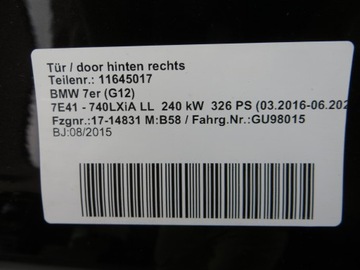 Tür / door hinten rechts
Teilenr.: 11645017
BMW 7er (G12)
7E41 - 740LXiA LL 240 kW 326 PS (03.2016-06.202
Fzgnr.:17-14831 M:B58 / Fahrg.Nr.:GU98015
BJ:08/2015